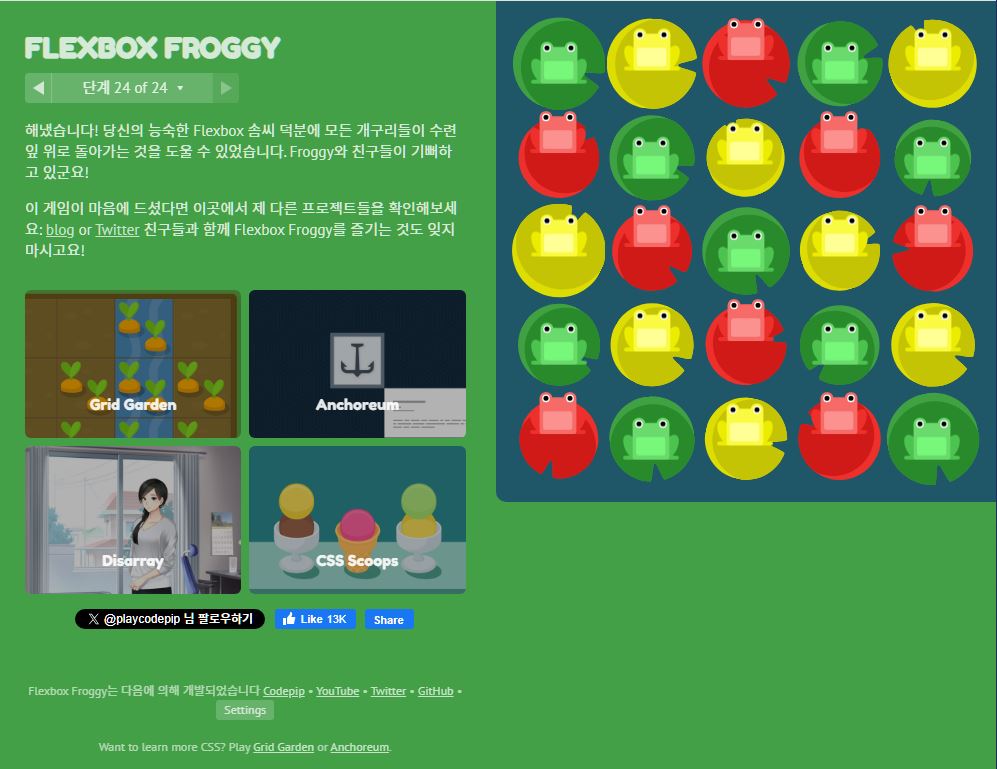 FLEXBOX FROGGY
단계 24 of 24
해냈습니다! 당신의 능숙한 Flexbox 솜씨 덕분에 모든 개구리들이 수련
잎 위로 돌아가는 것을 도울 수 있었습니다. Froggy와 친구들이 기뻐하
고 있군요!
이 게임이 마음에 드셨다면 이곳에서 제 다른 프로젝트들을 확인해보세
요: blog or Twitter 친구들과 함께 Flexbox Froggy를 즐기는 것도 잊지
마시고요!
Grid Garden
Anchoreum
Disarray
CSS Scoops
@playcodepip 님 팔로우하기
Like 13K
Share
Flexbox Froggy는 다음에 의해 개발되었습니다 Codepip • YouTube • Twitter • GitHub •
Settings
Want to learn more CSS? Play Grid Garden or Anchoreum.